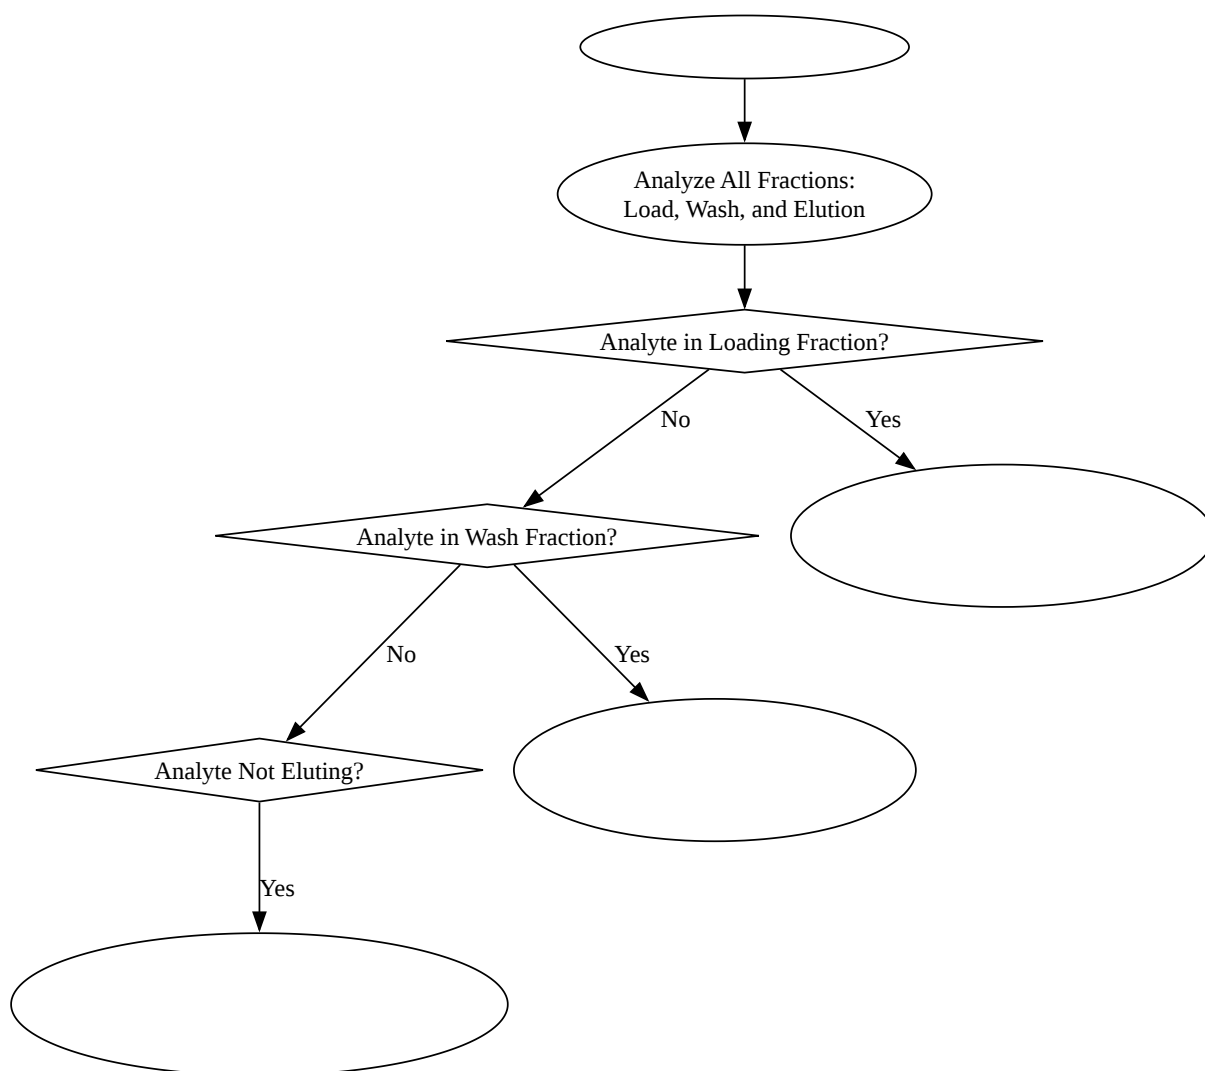 Analyze All Fractions:
Load, Wash, and Elution
Analyte in Loading Fraction?
No
Yes
Analyte in Wash Fraction?
No
Yes
Analyte Not Eluting?
Yes